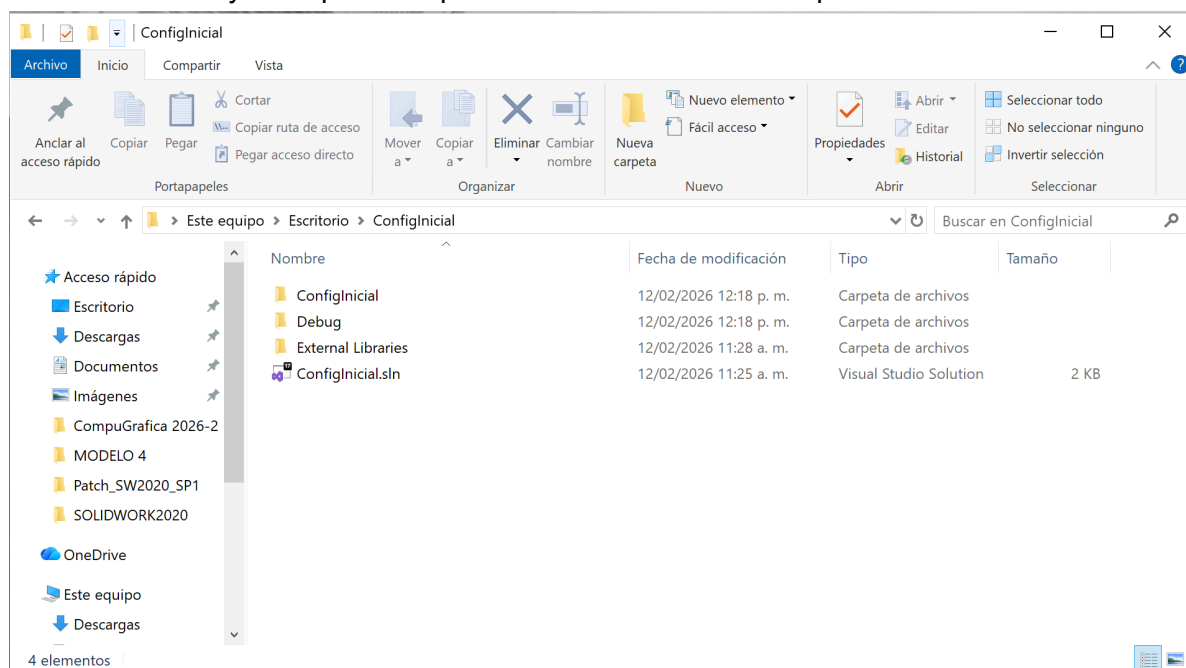 ConfigInicial
Archivo Inicio Compartir Vista
Anclar al acceso rápido
Copiar
Pegar
Cortar
Copiar ruta de acceso
Pegar acceso directo
Portapapeles
Mover a
Copiar a
Eliminar
Cambiar nombre
Organizar
Nueva carpeta
Nuevo elemento
Fácil acceso
Nuevo
Propiedades
Abrir
Editar
Historial
Abrir
Seleccionar todo
No seleccionar ninguno
Invertir selección
Seleccionar
Este equipo > Escritorio > ConfigInicial
Buscar en ConfigInicial
Acceso rápido
Escritorio
Descargas
Documentos
Imágenes
CompuGrafica 2026-2
MODELO 4
Patch_SW2020_SP1
SOLIDWORK2020
OneDrive
Este equipo
Descargas
Nombre Fecha de modificación Tipo Tamaño
ConfigInicial 12/02/2026 12:18 p. m. Carpeta de archivos
Debug 12/02/2026 12:18 p. m. Carpeta de archivos
External Libraries 12/02/2026 11:28 a. m. Carpeta de archivos
ConfigInicial.sln 12/02/2026 11:25 a. m. Visual Studio Solution 2 KB
4 elementos